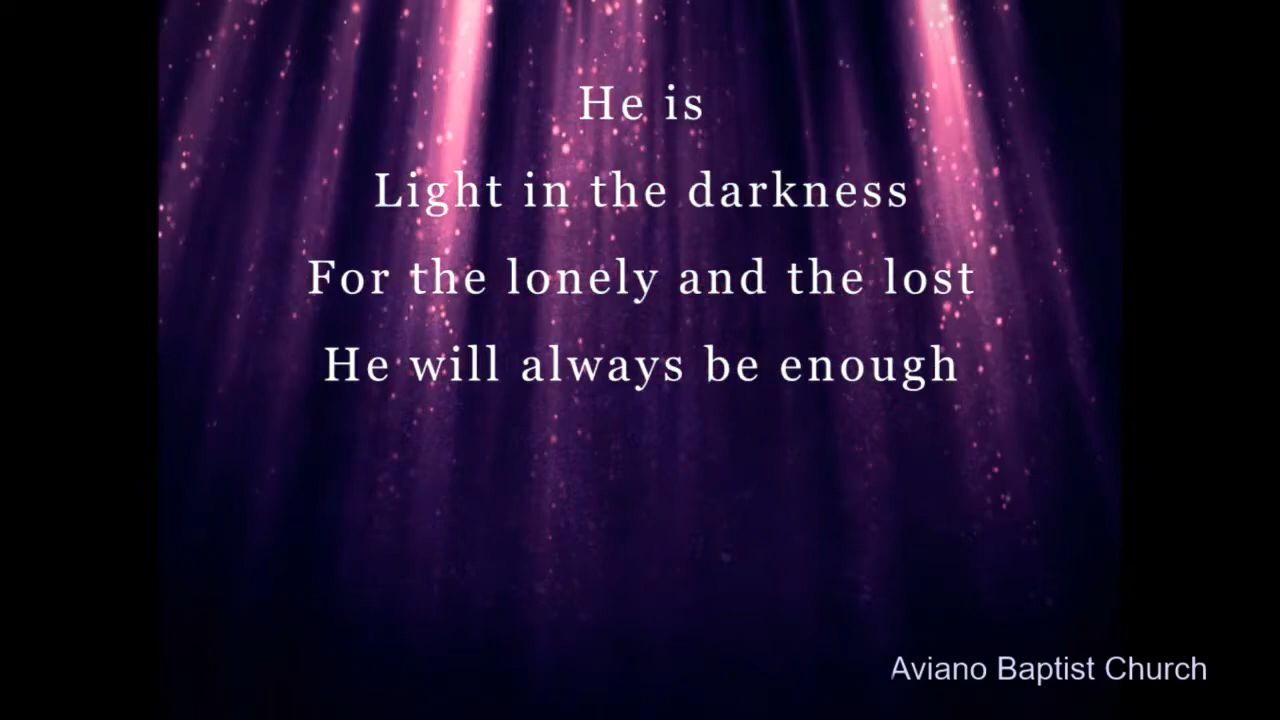 He is
Light in the darkness
For the lonely and the lost
He will always be enough
Aviano Baptist Church